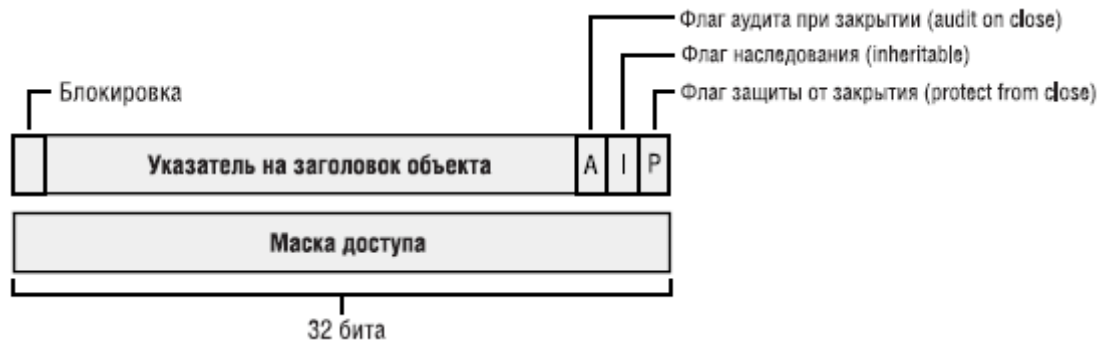 Флаг аудита при закрытии (audit on close)
Флаг наследования (inheritable)
Блокировка
Флаг защиты от закрытия (protect from close)
Указатель на заголовок объекта
A
I
P
Маска доступа
32 бита